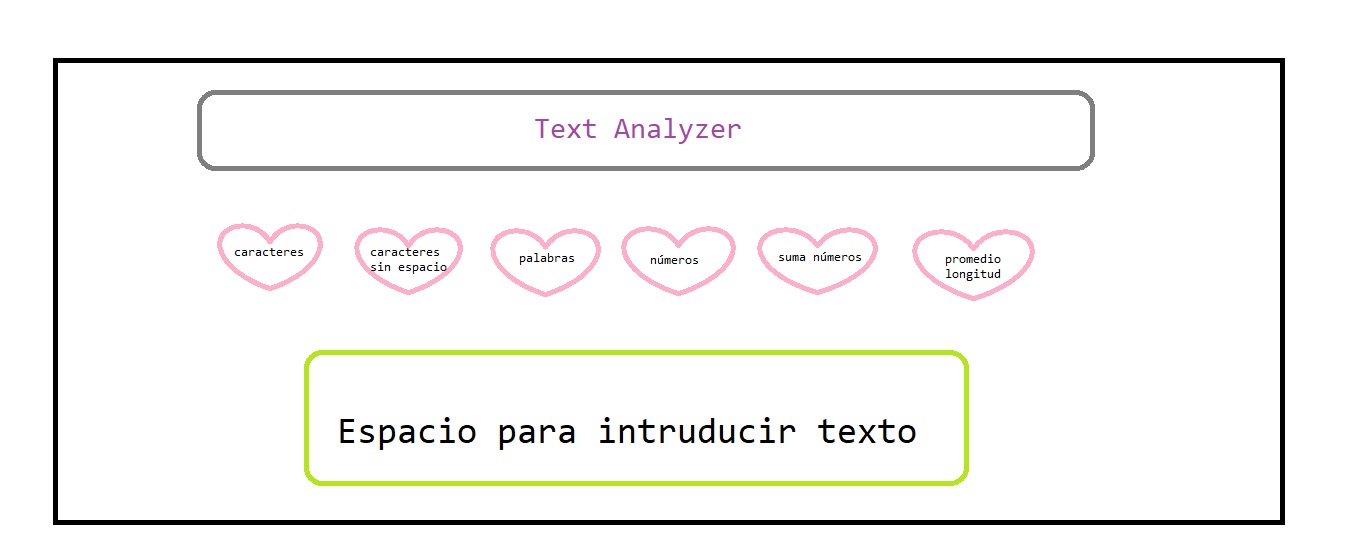 Text Analyzer
caracteres
caracteres
sin espacio
palabras
números
suma números
promedio
longitud
Espacio para intruducir texto